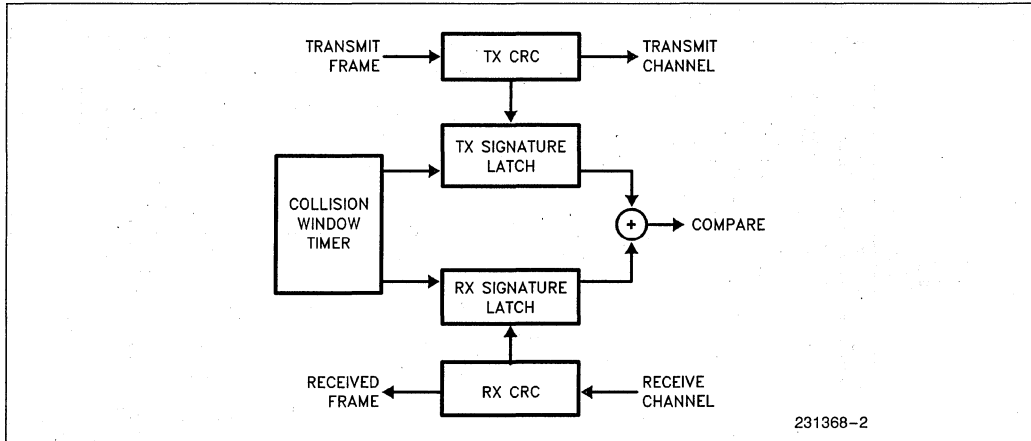 TRANSMIT
FRAME
TX CRC
TRANSMIT
CHANNEL
TX SIGNATURE
LATCH
COLLISION
WINDOW
TIMER
+
COMPARE
RX SIGNATURE
LATCH
RECEIVED
FRAME
RX CRC
RECEIVE
CHANNEL
231368-2